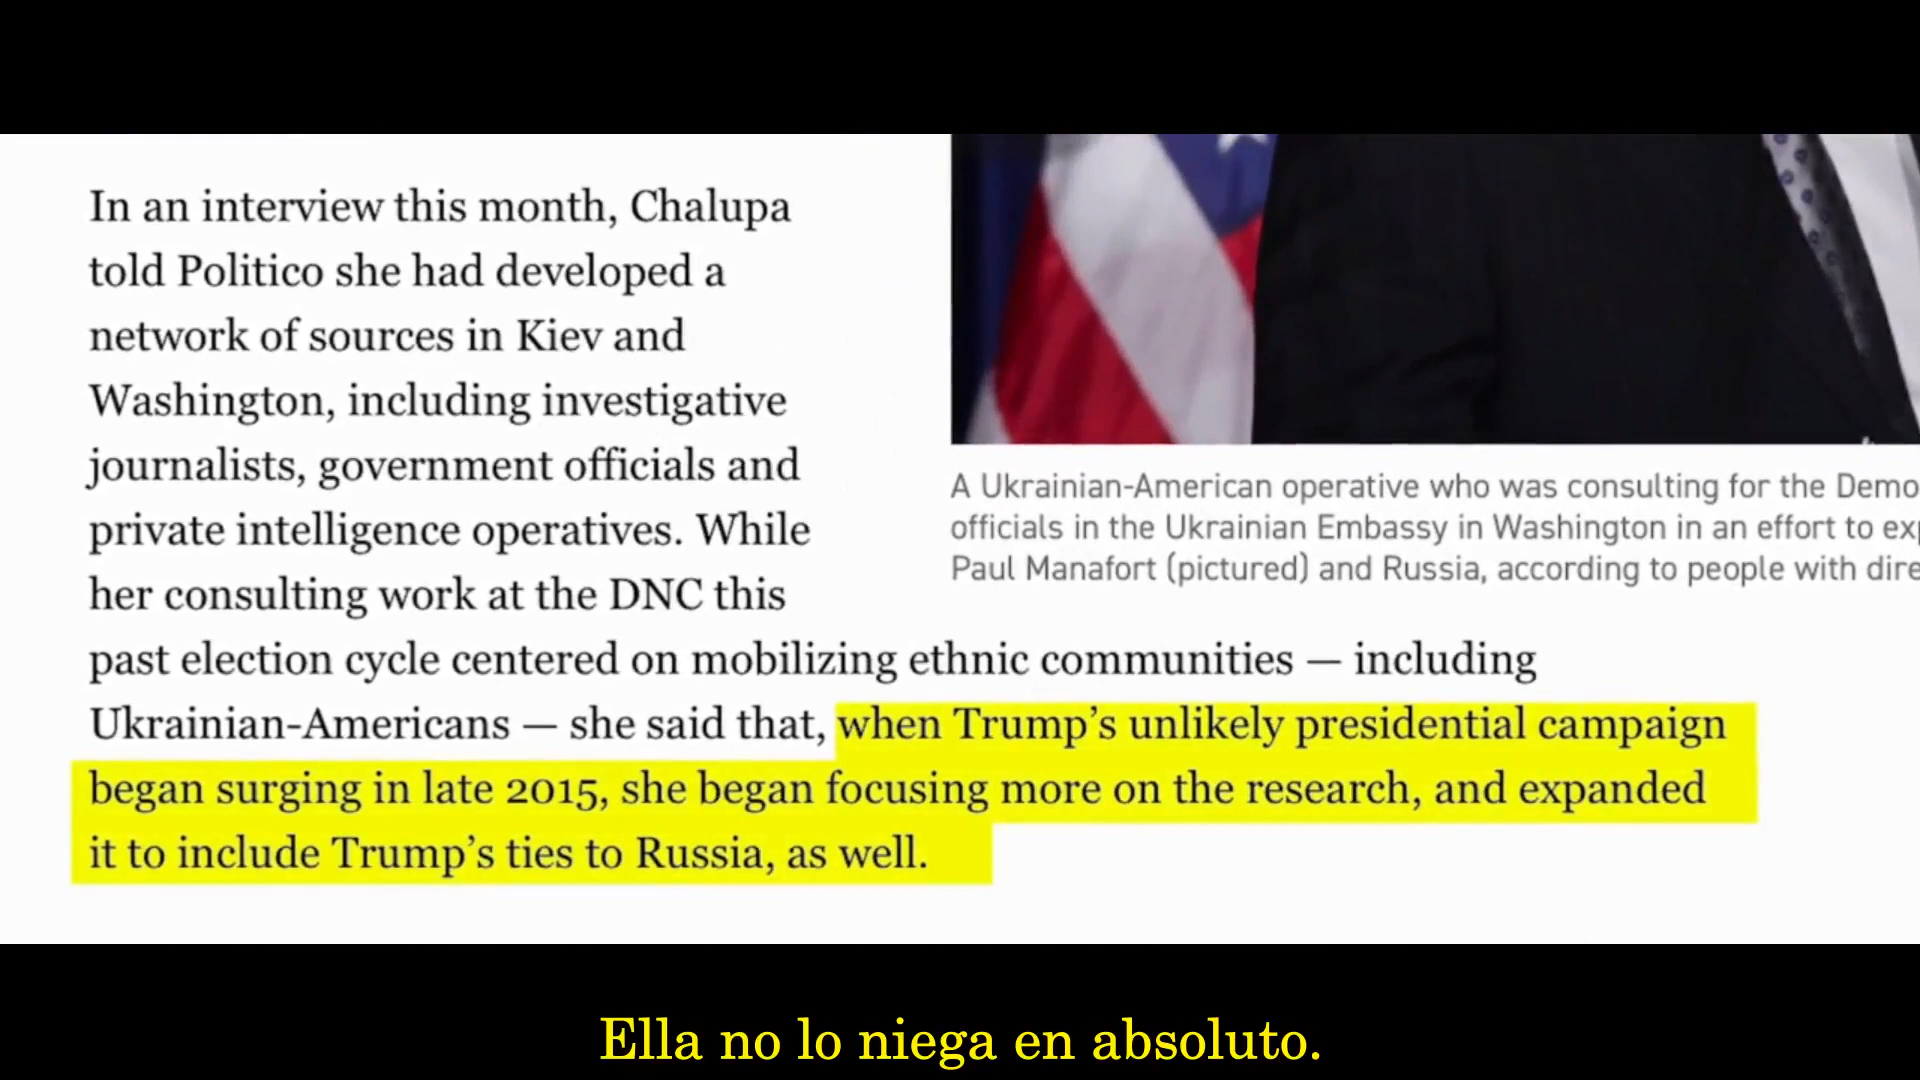 In an interview this month, Chalupa
told Politico she had developed a
network of sources in Kiev and
Washington, including investigative
journalists, government officials and
private intelligence operatives. While
her consulting work at the DNC this
past election cycle centered on mobilizing ethnic communities — including
Ukrainian-Americans — she said that, when Trump's unlikely presidential campaign
began surging in late 2015, she began focusing more on the research, and expanded
it to include Trump's ties to Russia, as well.
A Ukrainian-American operative who was consulting for the Demo
officials in the Ukrainian Embassy in Washington in an effort to
Paul Manafort (pictured) and Russia, according to people with dire
Ella no lo niega en absoluto.